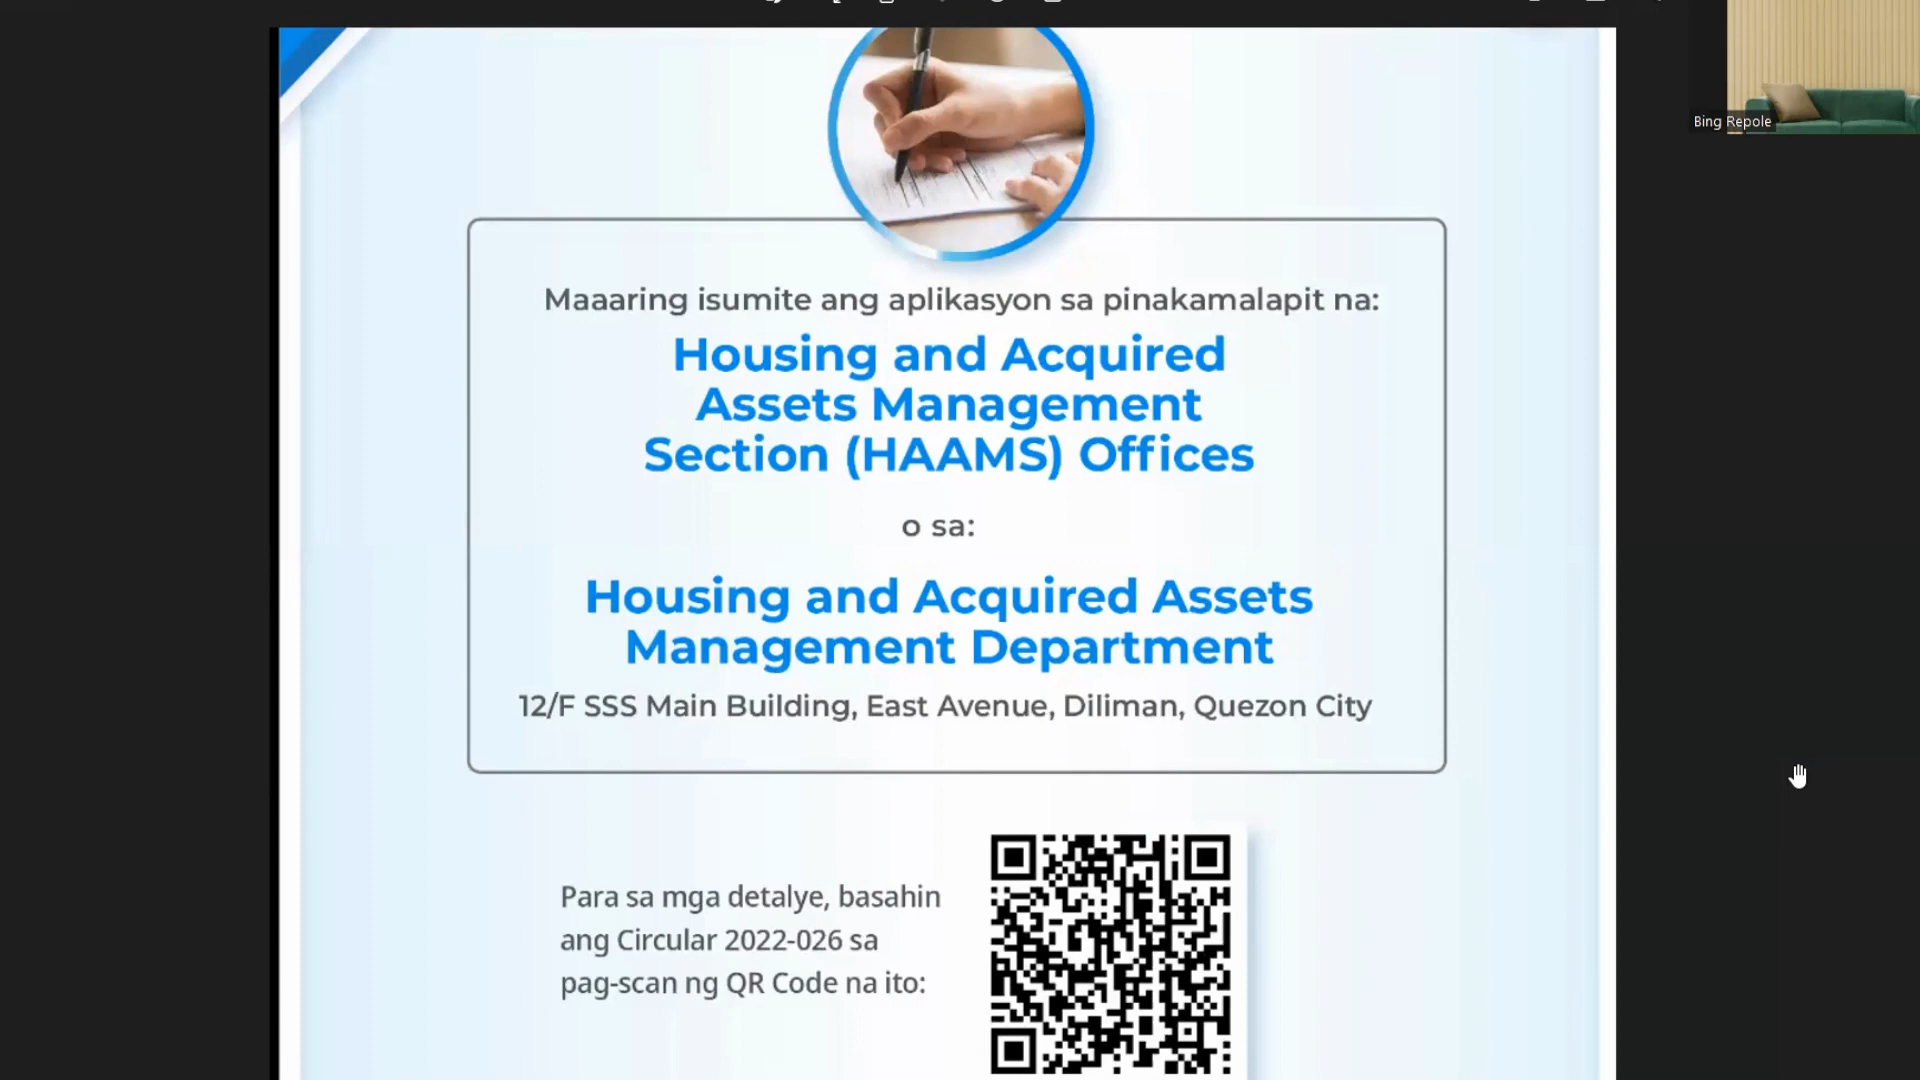 Bing Repole
Maaaring isumite ang aplikasyon sa pinakamalapit na:
Housing and Acquired
Assets Management
Section (HAAMS) Offices
o sa:
Housing and Acquired Assets
Management Department
12/F SSS Main Building, East Avenue, Diliman, Quezon City
Para sa mga detalye, basahin
ang Circular 2022-026 sa
pag-scan ng QR Code na ito: